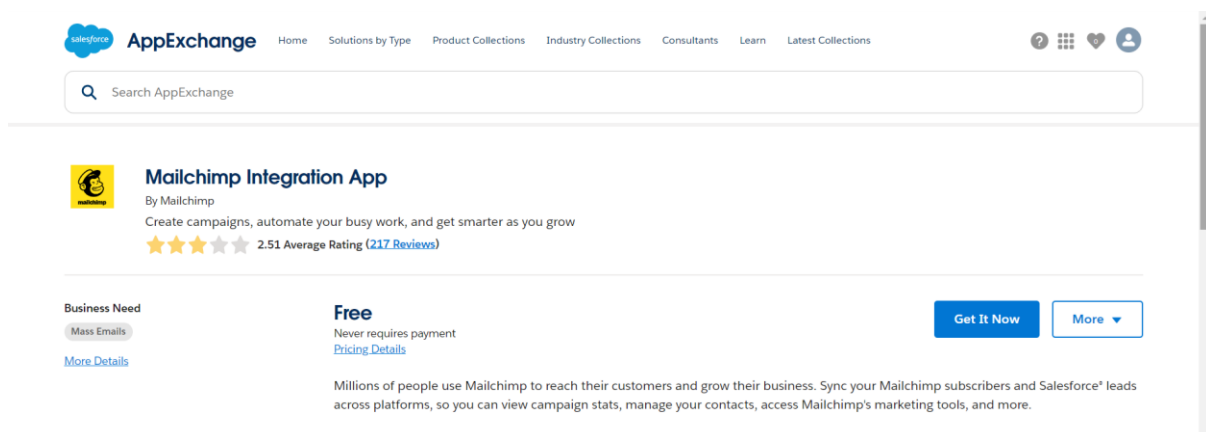 salesforce AppExchange Home Solutions by Type Product Collections Industry Collections Consultants Learn Latest Collections ? 0
Search AppExchange
mailchimp
Mailchimp Integration App
By Mailchimp
Create campaigns, automate your busy work, and get smarter as you grow
2.51 Average Rating (217 Reviews)
Business Need
Mass Emails
More Details
Free
Never requires payment
Pricing Details
Get It Now More
Millions of people use Mailchimp to reach their customers and grow their business. Sync your Mailchimp subscribers and Salesforce® leads
across platforms, so you can view campaign stats, manage your contacts, access Mailchimp's marketing tools, and more.